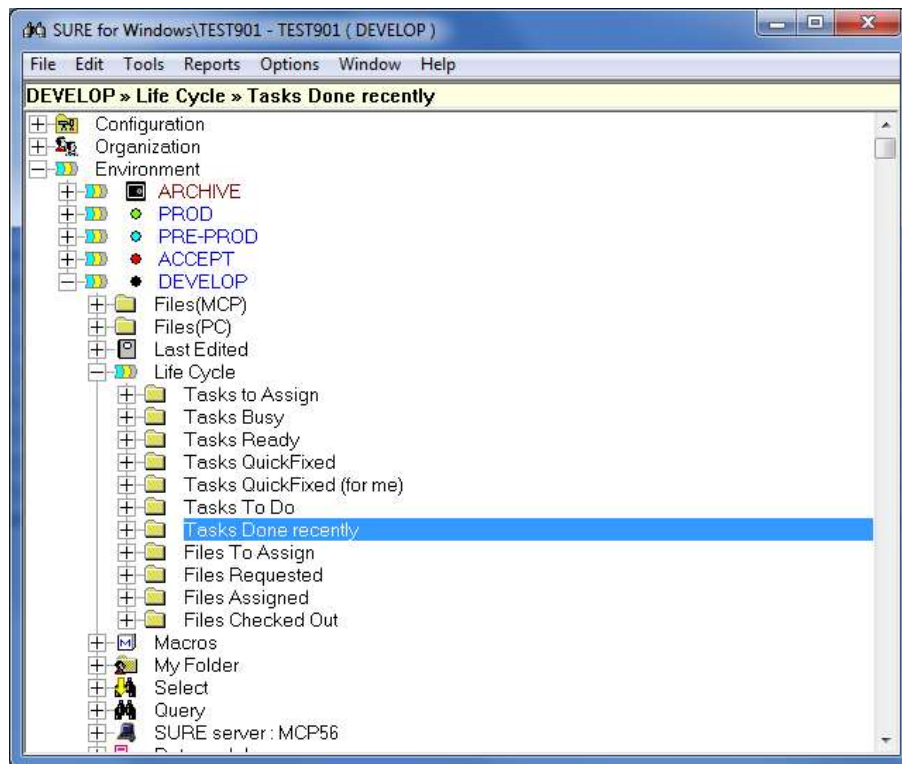 SURE for Windows\TEST901 - TEST901 ( DEVELOP )
File Edit Tools Reports Options Window Help
DEVELOP » Life Cycle » Tasks Done recently
Configuration
Organization
Environment
ARCHIVE
PROD
PRE-PROD
ACCEPT
DEVELOP
Files(MCP)
Files(PC)
Last Edited
Life Cycle
Tasks to Assign
Tasks Busy
Tasks Ready
Tasks QuickFixed
Tasks QuickFixed (for me)
Tasks To Do
Tasks Done recently
Files To Assign
Files Requested
Files Assigned
Files Checked Out
Macros
My Folder
Select
Query
SURE server : MCP56